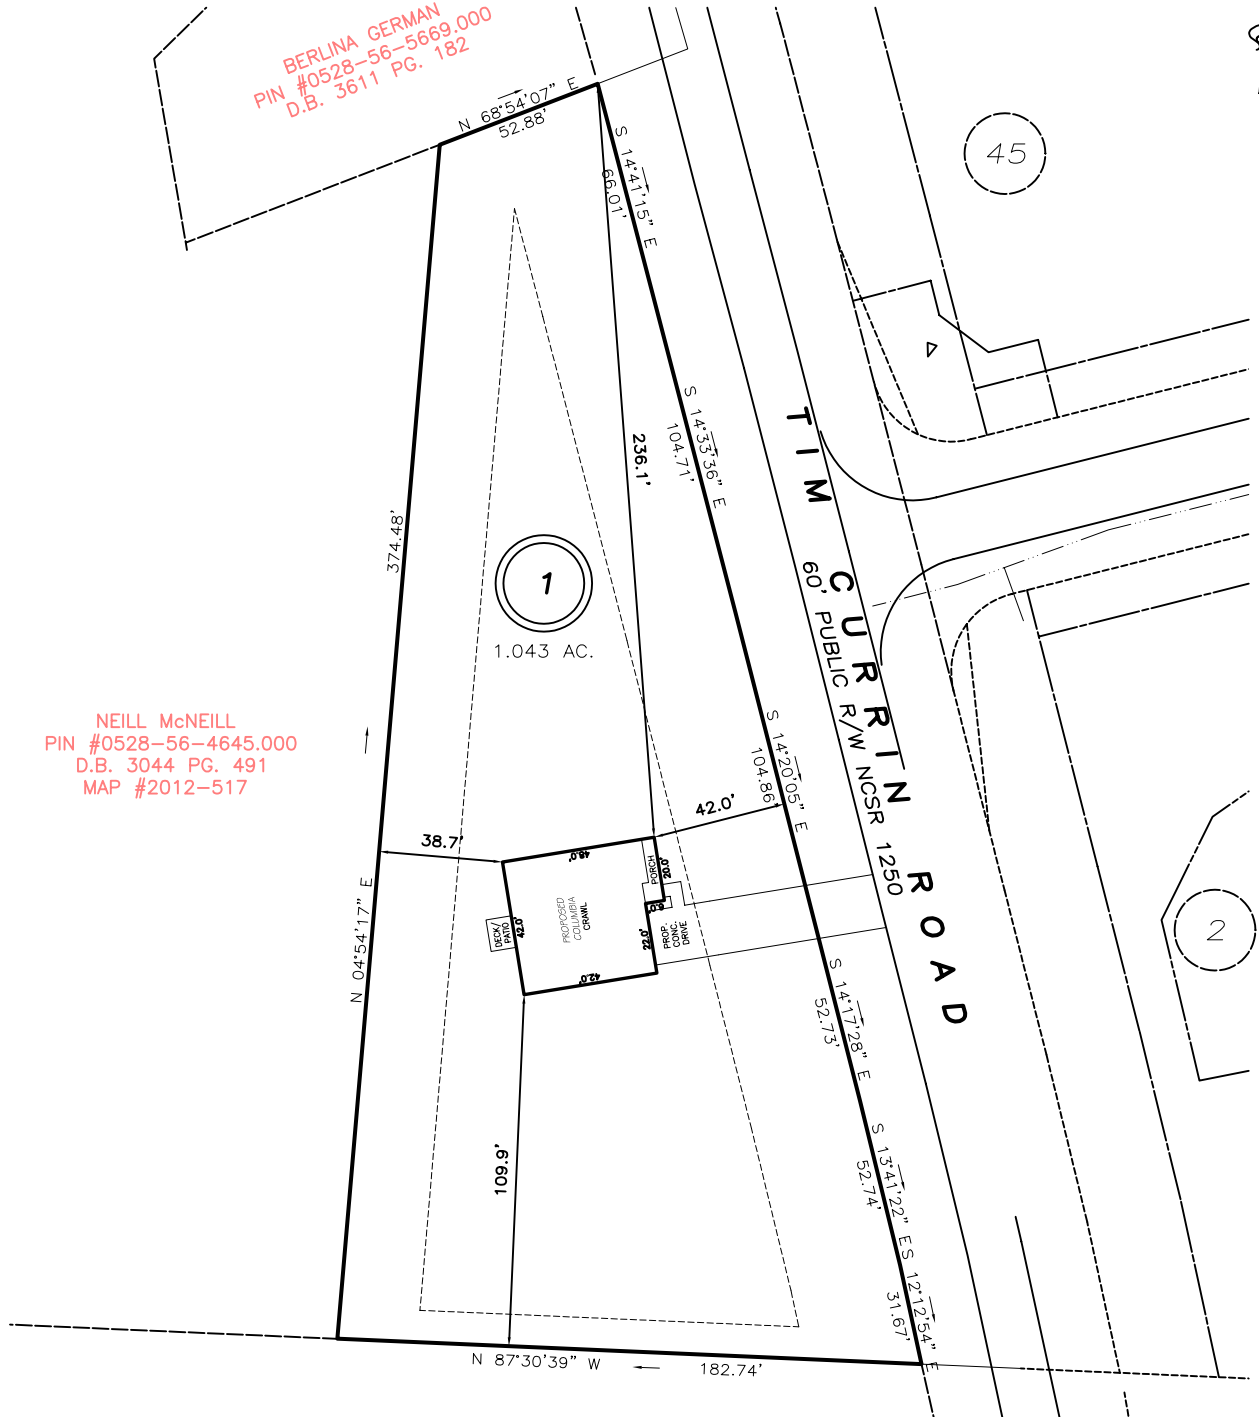 BERLINA GERMAN
PIN #0528-56-5669.000
D.B. 3611 PG. 182
N 68°54'07" E
52.88'
S 14°41'15" E
66.01'
45
S 14°33'36" E
104.71'
236.1'
374.48'
1
1.043 AC.
TIM CURRIN ROAD
60' PUBLIC R/W NCSR 1250
NEILL McNEILL
PIN #0528-56-4645.000
D.B. 3044 PG. 491
MAP #2012-517
S 14°20'05" E
104.86'
42.0'
38.7'
48.0'
PORCH
20.0'
6.0'
PROPOSED
COLUMBIA
CRAWL
DECK/
PATIO
42.0'
22.0'
PROP.
CONC.
DRIVE
42.0'
N 04°54'17" E
2
S 14°17'28" E
52.73'
S 13°41'22" E
52.74'
109.9'
S 12°12'54" E
31.67'
N 87°30'39" W
182.74'